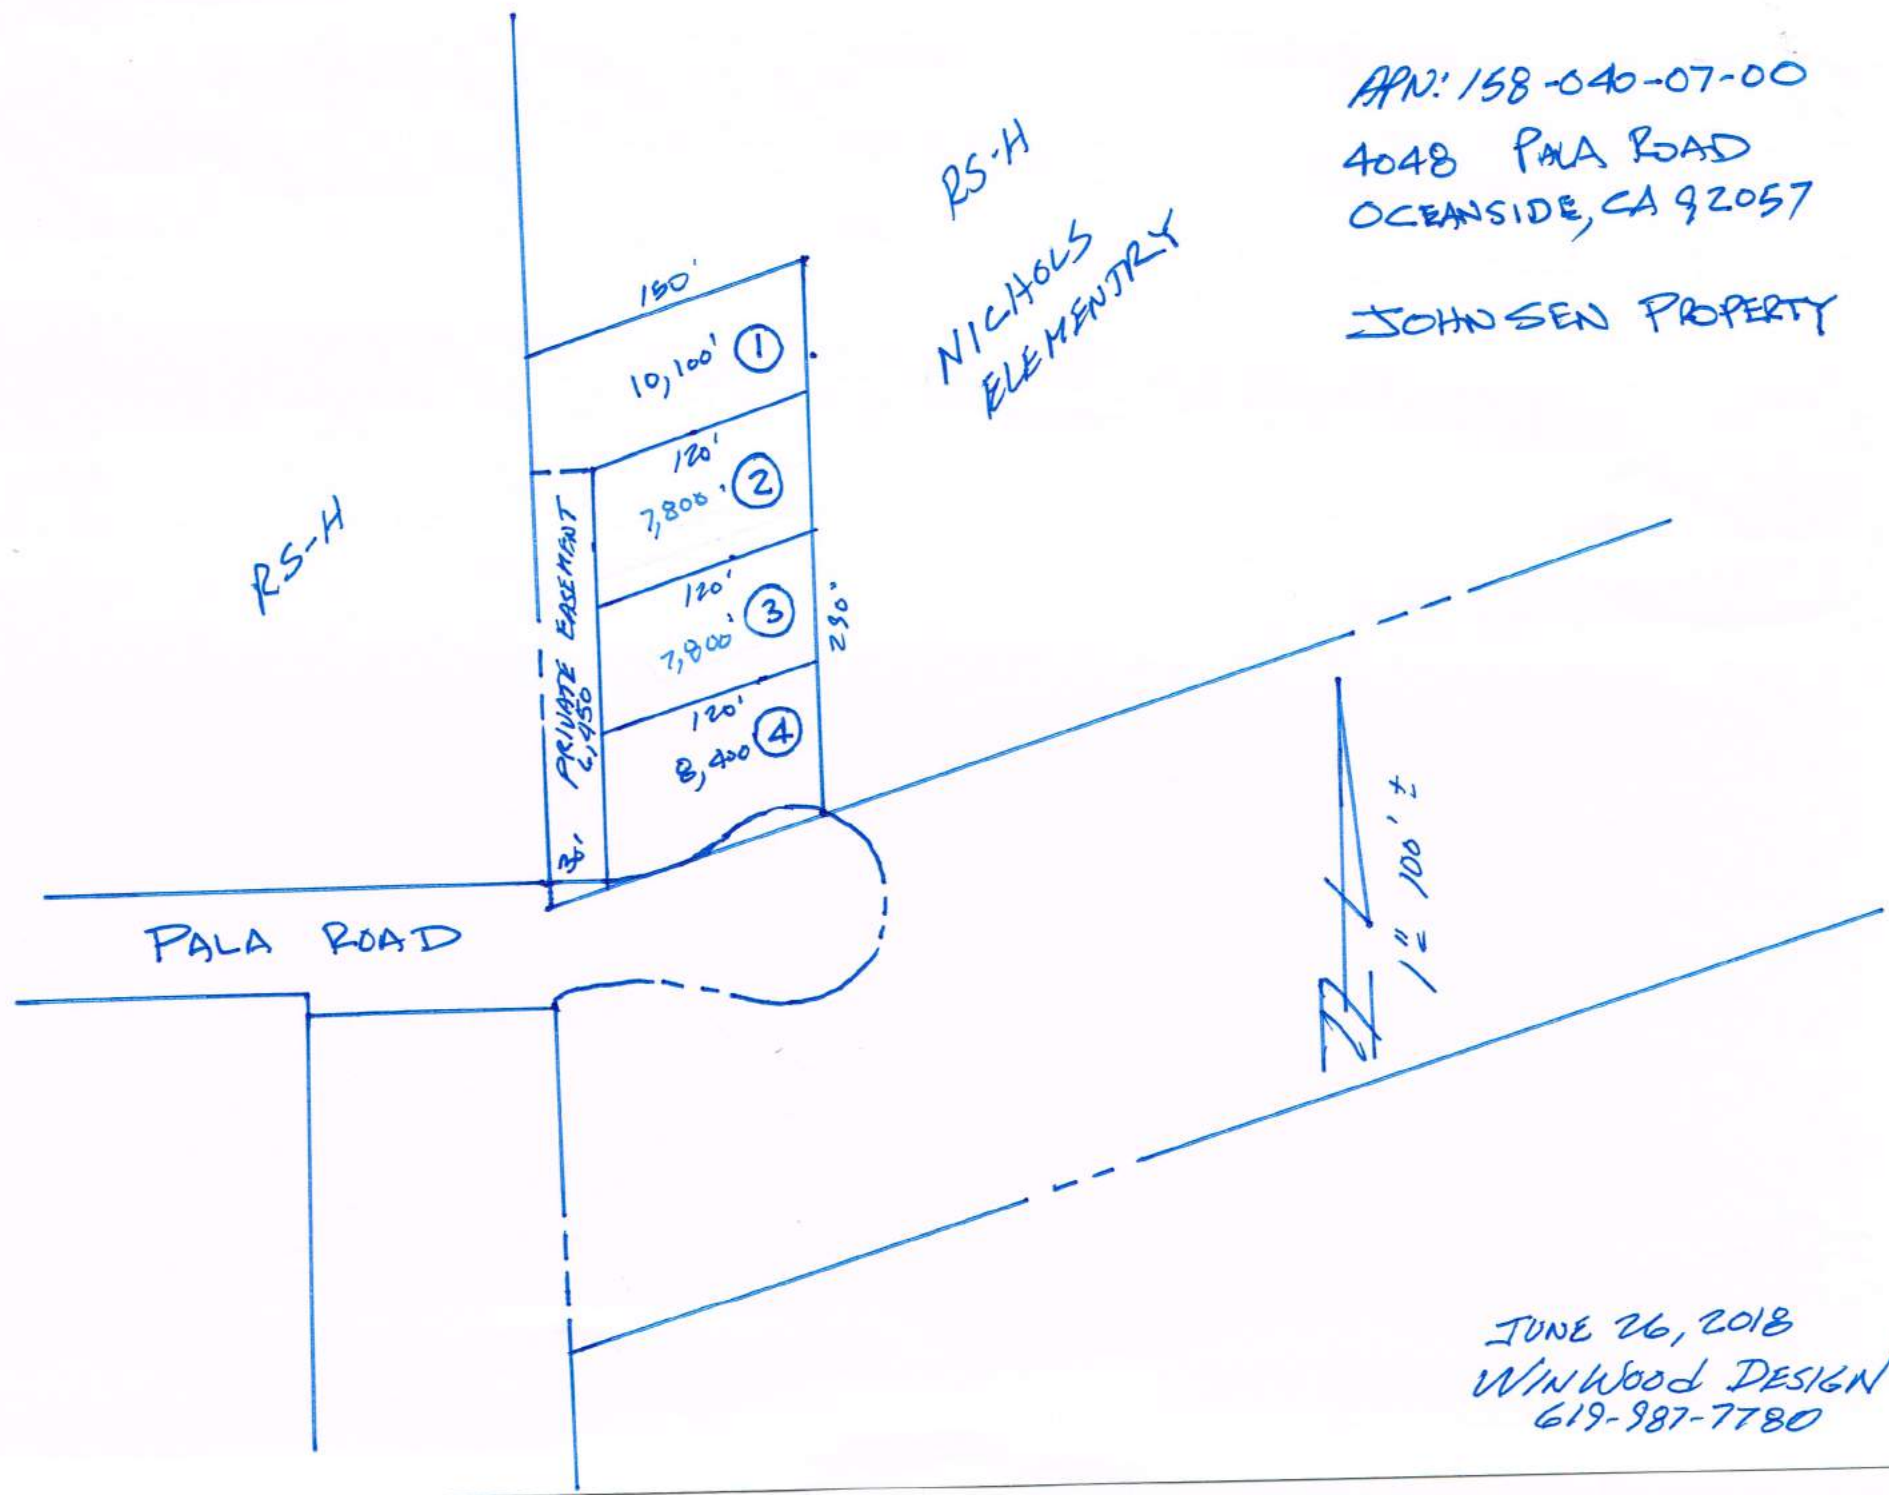 APN: 158-040-07-00
4048 PALA ROAD
OCEANSIDE, CA 92057
JOHNSEN PROPERTY
RS-H
NICHOLS
ELEMENTRY
RS-H
150'
10,100' 1
120'
7,800' 2
120'
7,800' 3
120'
8,400 4
290"
30' PRIVATE EASEMENT
6,450
PALA ROAD
1" = 100' ±
N
JUNE 26, 2018
WINWOOd DESIGN
619-987-7780